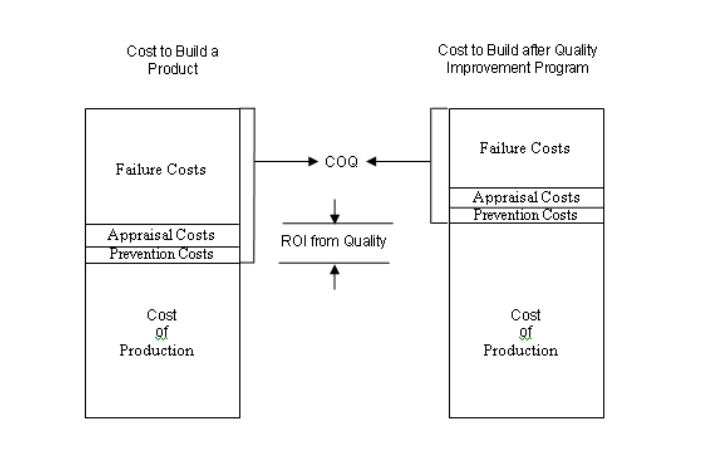 Cost to Build a
Product
Cost to Build after Quality
Improvement Program
Failure Costs
Appraisal Costs
Prevention Costs
Cost
of
Production
COQ
ROI from Quality
Failure Costs
Appraisal Costs
Prevention Costs
Cost
of
Production